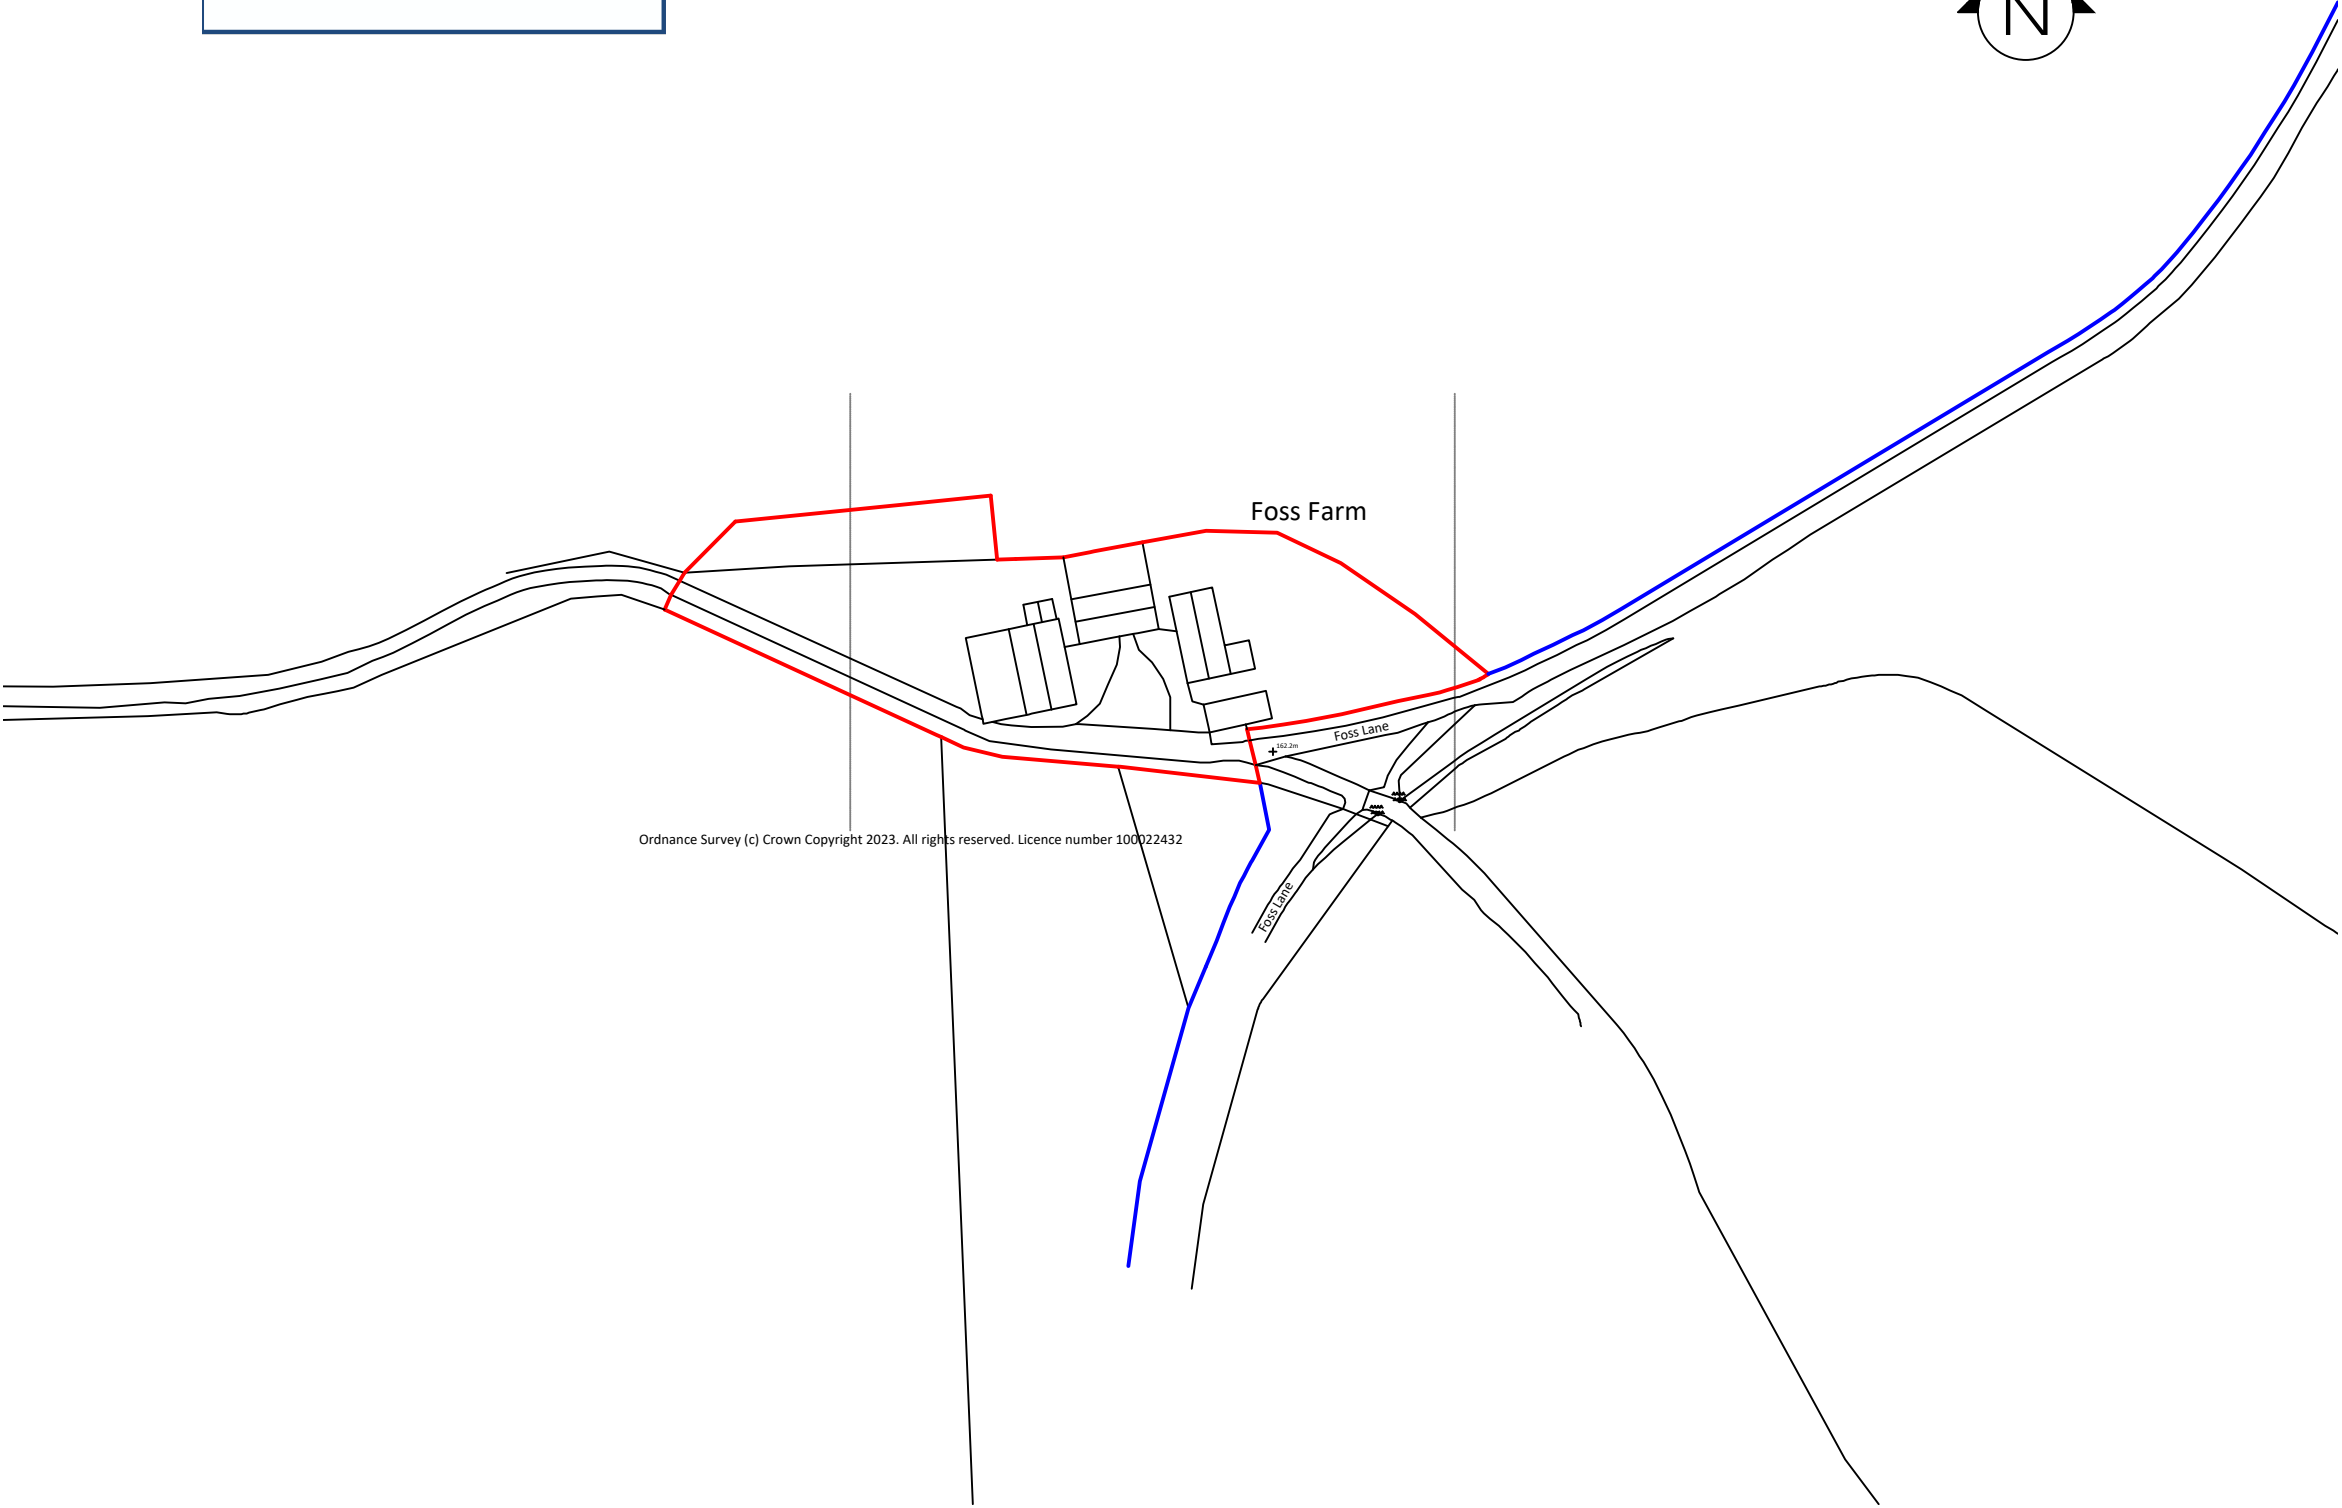 N
Foss Farm
Foss Lane
162.2m
Ordnance Survey (c) Crown Copyright 2023. All rights reserved. Licence number 100022432
Foss Lane